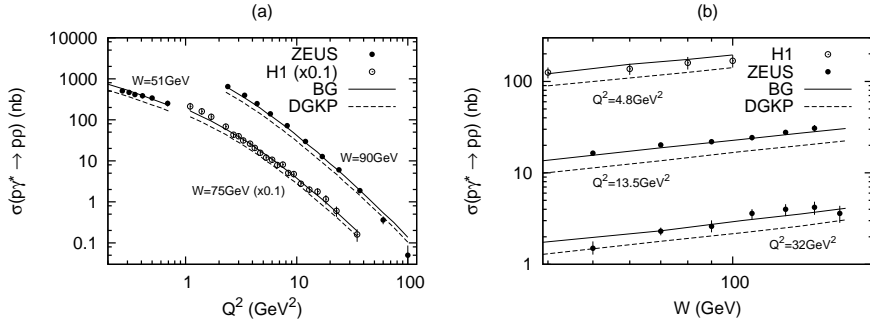 (a)
10000
1000
100
10
1
0.1
σ(pγ* → pρ) (nb)
ZEUS
H1 (x0.1)
BG
DGKP
W=51GeV
W=90GeV
W=75GeV (x0.1)
1
10
100
Q² (GeV²)
(b)
100
10
1
σ(pγ* → pρ) (nb)
H1
ZEUS
BG
DGKP
Q²=4.8GeV²
Q²=13.5GeV²
Q²=32GeV²
100
W (GeV)